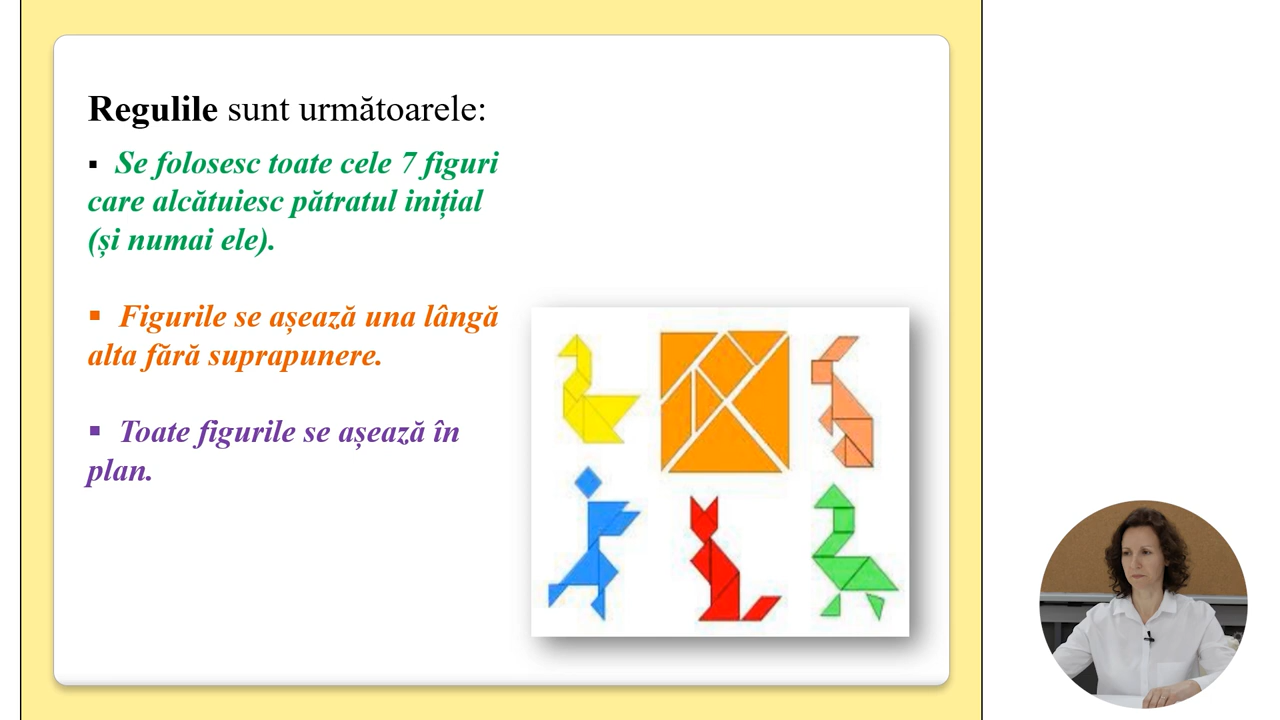 Regulile sunt următoarele:
▪ Se folosesc toate cele 7 figuri
care alcătuiesc pătratul inițial
(și numai ele).
▪ Figurile se așează una lângă
alta fără suprapunere.
▪ Toate figurile se așează în
plan.